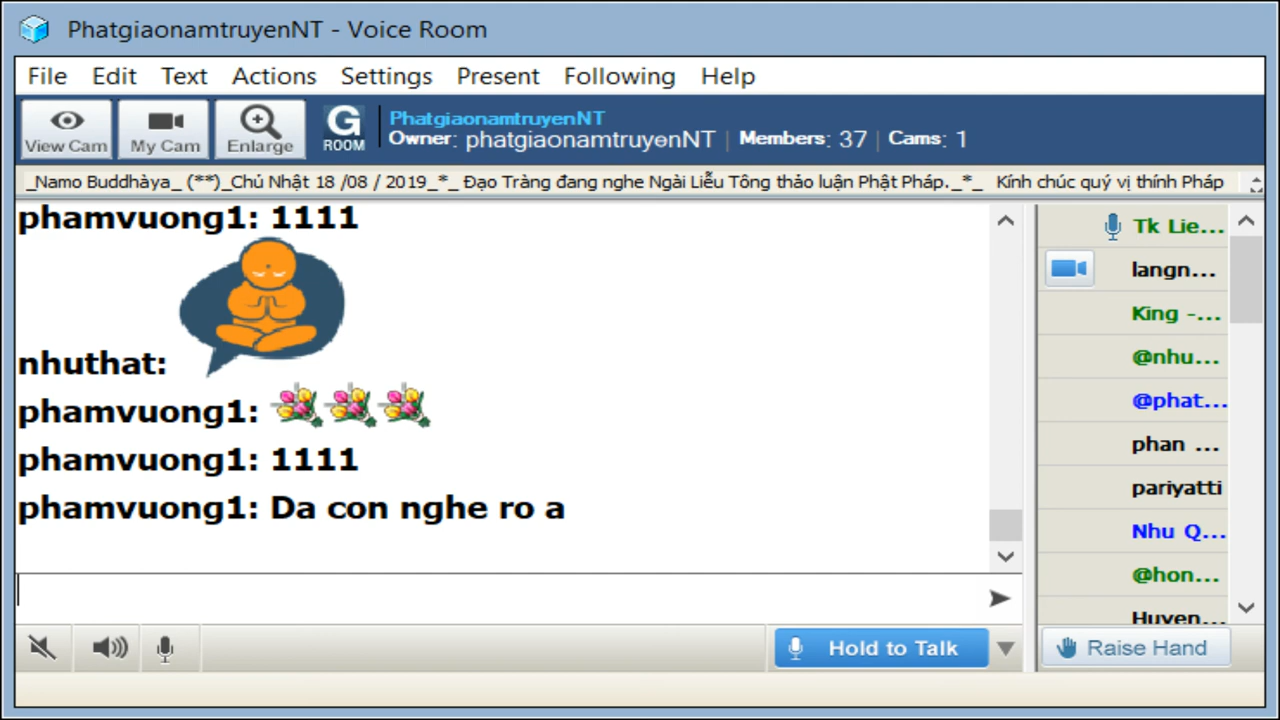 PhatgiaonamtruyenNT - Voice Room
File Edit Text Actions Settings Present Following Help
View Cam My Cam Enlarge G ROOM
PhatgiaonamtruyenNT
Owner: phatgiaonamtruyenNT | Members: 37 | Cams: 1
_Namo Buddhàya_ (**)_Chủ Nhật 18 /08 / 2019_*_ Đạo Tràng đang nghe Ngài Liễu Tông thảo luận Phật Pháp._*_ Kính chúc quý vị thính Pháp
phamvuong1: 1111
nhuthat:
phamvuong1:
phamvuong1: 1111
phamvuong1: Da con nghe ro a
Tk Lie...
langn...
King -...
@nhu...
@phat...
phan ...
pariyatti
Nhu Q...
@hon...
Huyen...
Hold to Talk
Raise Hand